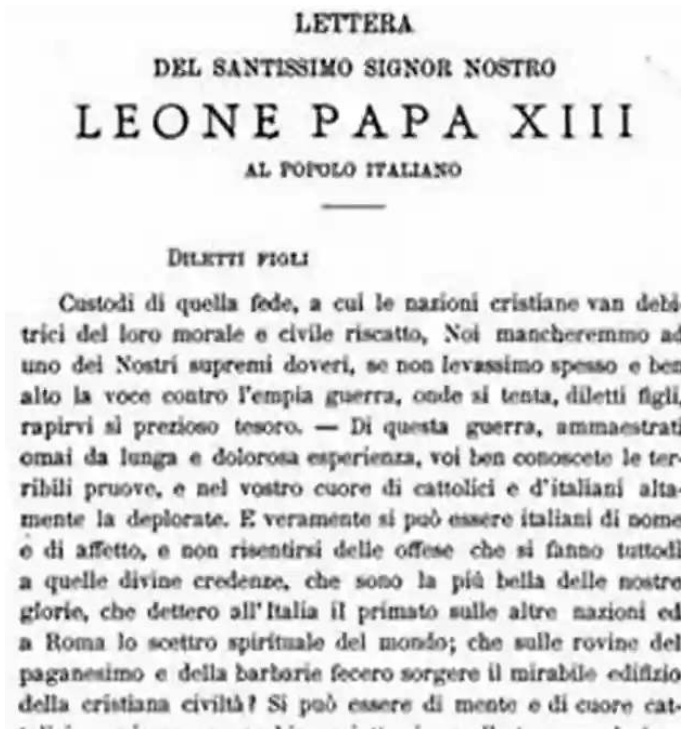 LETTERA
DEL SANTISSIMO SIGNOR NOSTRO
LEONE PAPA XIII
AL POPOLO ITALIANO
DILETTI FIGLI
Custodi di quella fede, a cui le nazioni cristiane van debi-
trici del loro morale e civile riscatto, Noi mancheremmo ad
uno dei Nostri supremi doveri, se non levassimo spesso e ben
alto la voce contro l'empia guerra, onde si tenta, diletti figli,
rapirvi sì prezioso tesoro. — Di questa guerra, ammaestrati
omai da lunga e dolorosa esperienza, voi ben conoscete le ter-
ribili pruove, e nel vostro cuore di cattolici e d'italiani alta-
mente la deplorate. E veramente si può essere italiani di nome
e di affetto, e non risentirsi delle offese che si fanno tuttodì
a quelle divine credenze, che sono la più bella delle nostre
glorie, che dettero all'Italia il primato sulle altre nazioni ed
a Roma lo scettro spirituale del mondo; che sulle rovine del
paganesimo e della barbarie fecero sorgere il mirabile edifizio
della cristiana civiltà? Si può essere di mente e di cuore cat-